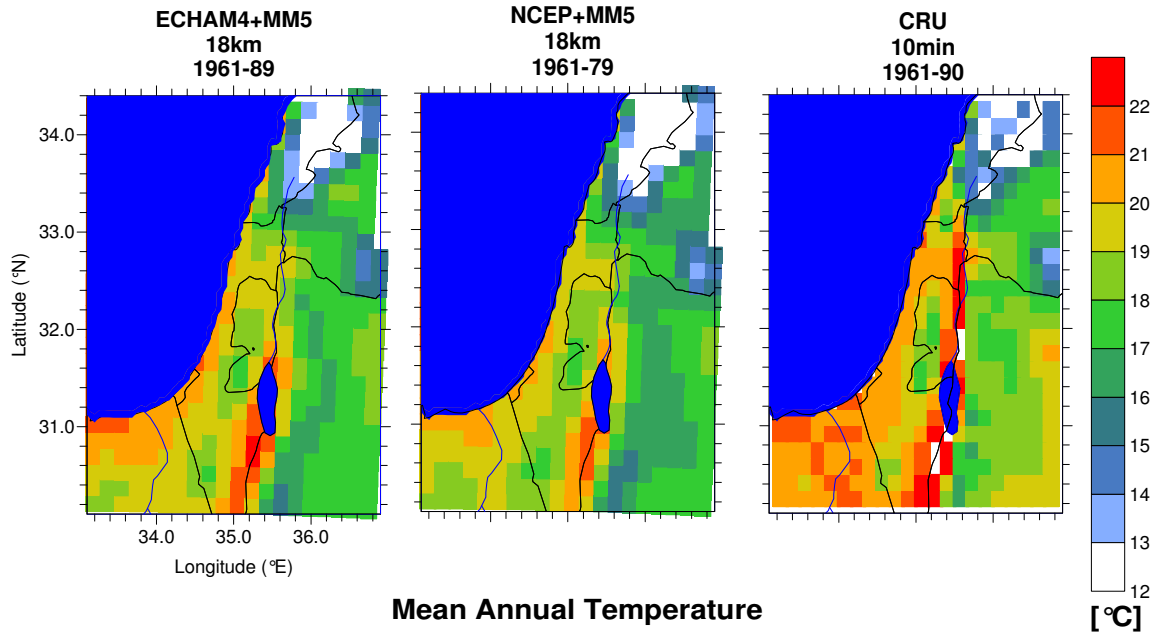 ECHAM4+MM5
18km
1961-89
NCEP+MM5
18km
1961-79
CRU
10min
1961-90
34.0
33.0
32.0
31.0
Latitude (°N)
34.0 35.0 36.0
Longitude (°E)
22
21
20
19
18
17
16
15
14
13
12
[°C]
Mean Annual Temperature